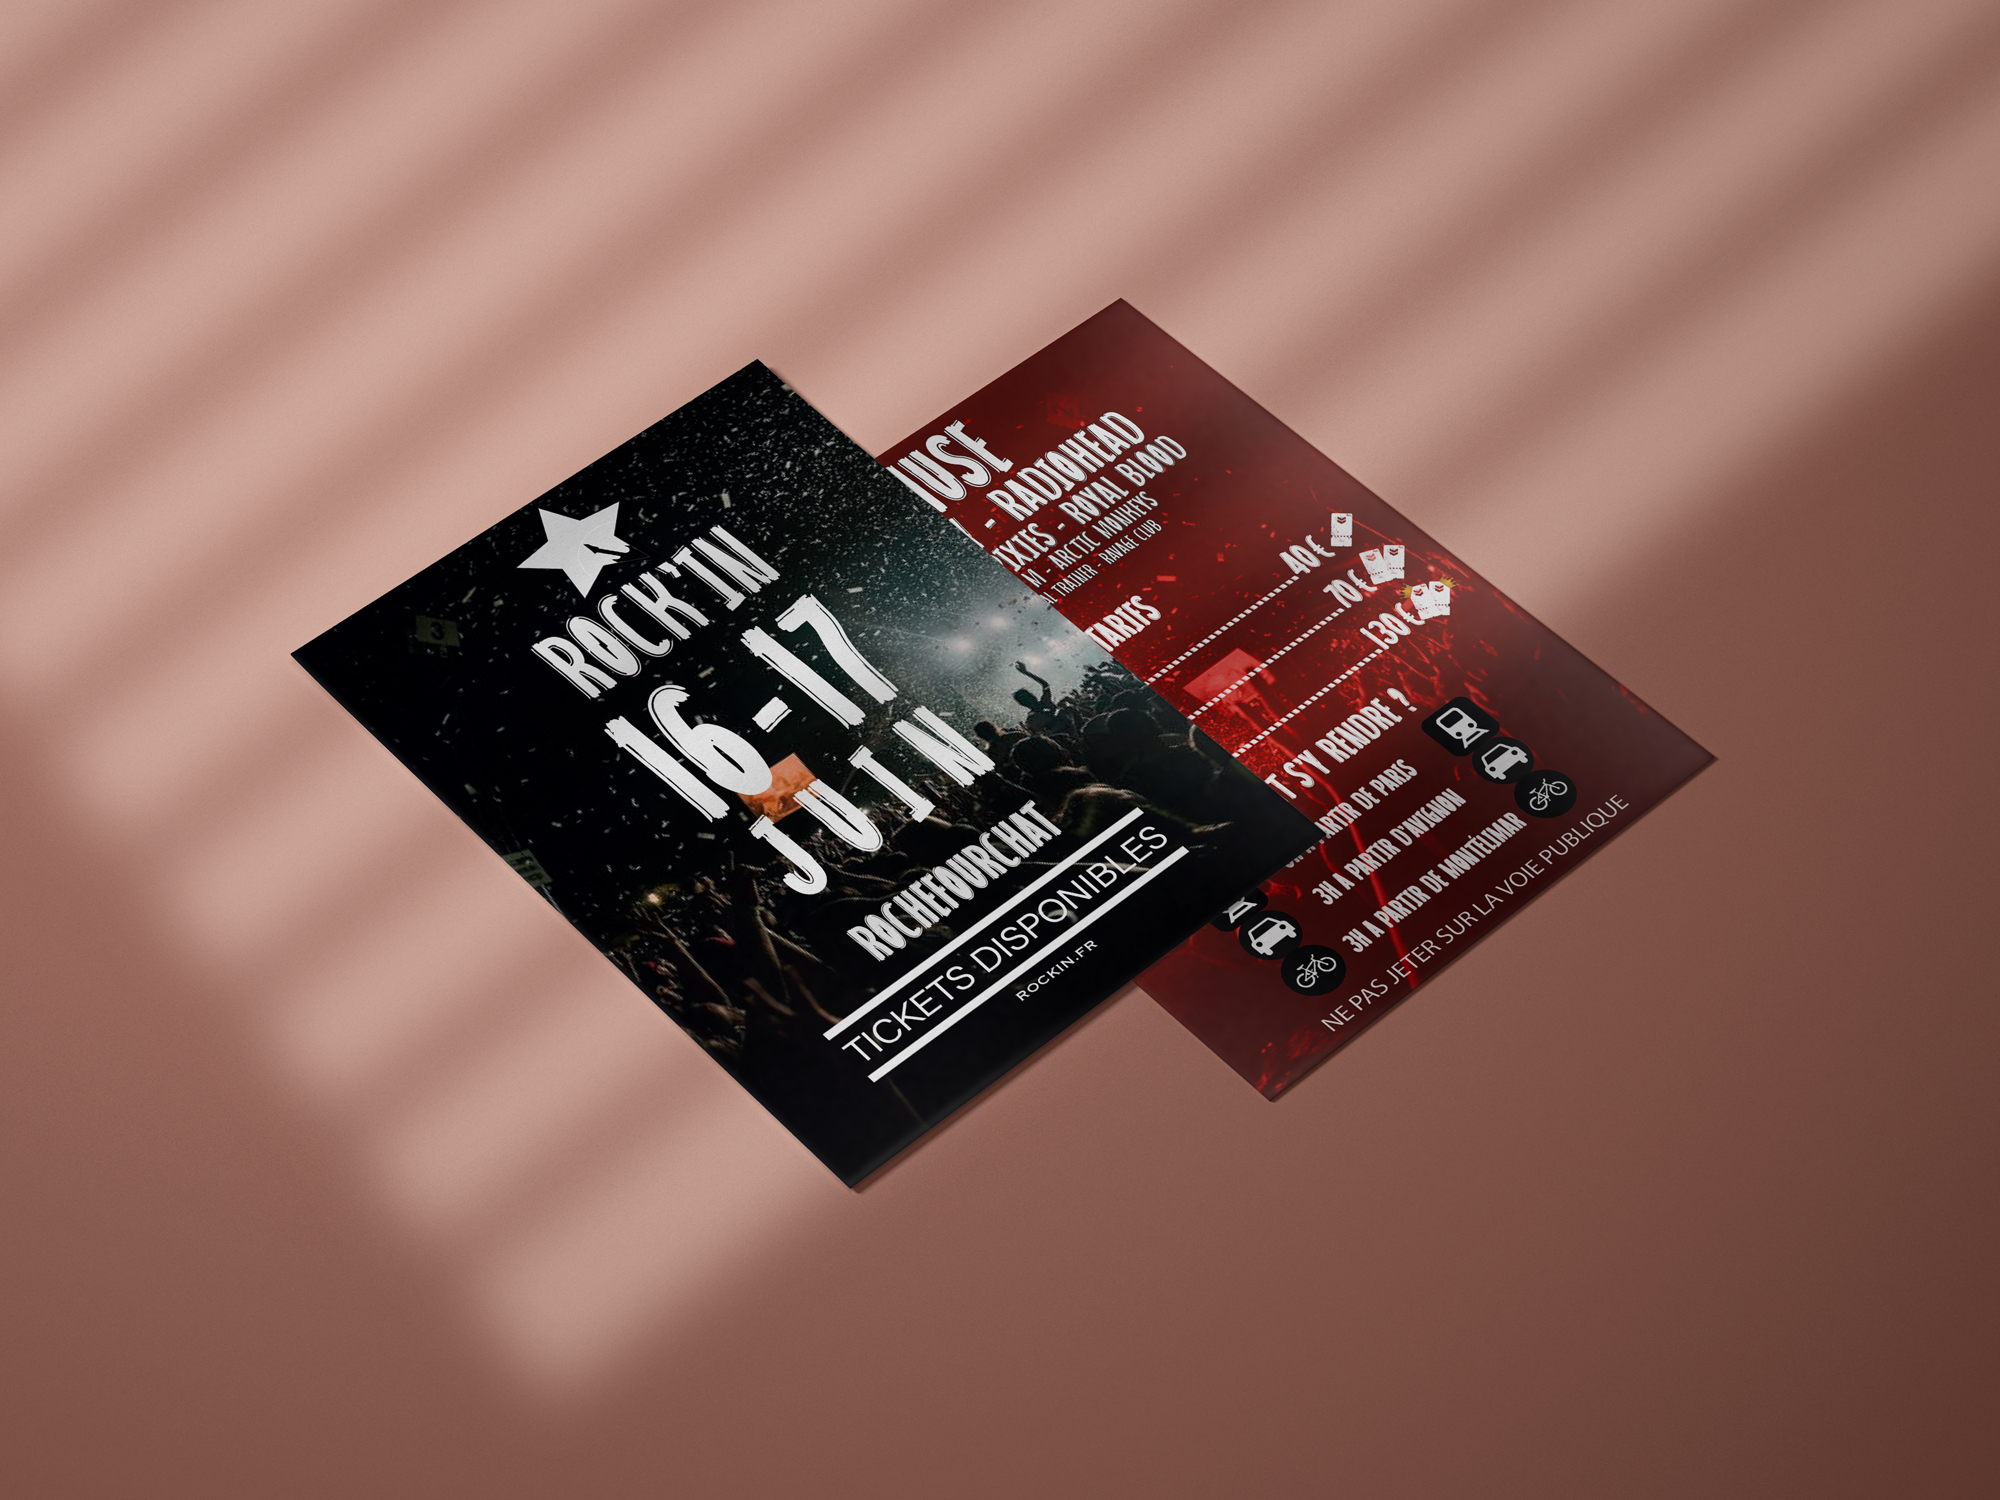 ROCK'IN
16-17
JUIN
ROCHEFOURCHAT
TICKETS DISPONIBLES
ROCKIN.FR
- RADIOHEAD
- ROYAL BLOOD
- ARCTIC MONKEYS
- RAVAGE CLUB
TARIFS
40€
70€
130€
S'Y RENDRE ?
DE PARIS
3H A PARTIR D'AVIGNON
3H A PARTIR DE MONTÉLIMAR
NE PAS JETER SUR LA VOIE PUBLIQUE
3